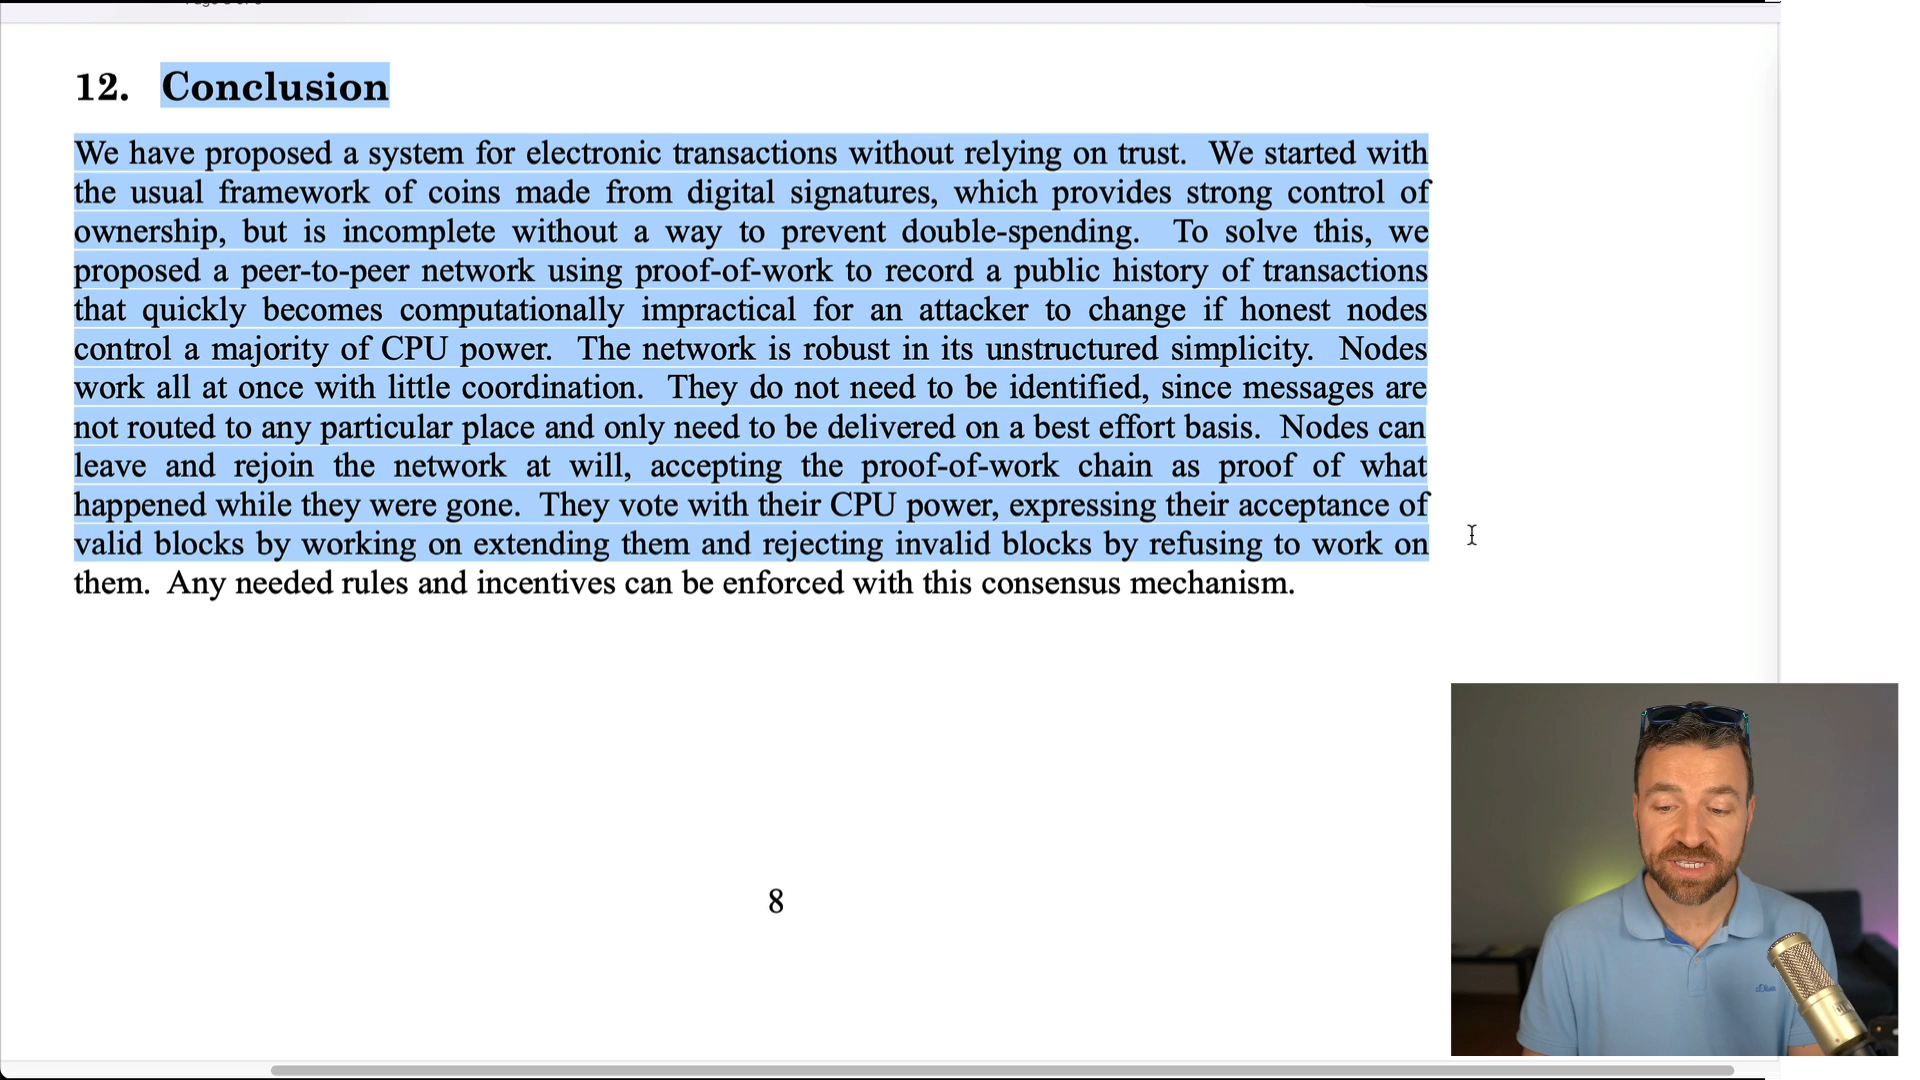 12. Conclusion
We have proposed a system for electronic transactions without relying on trust. We started with
the usual framework of coins made from digital signatures, which provides strong control of
ownership, but is incomplete without a way to prevent double-spending. To solve this, we
proposed a peer-to-peer network using proof-of-work to record a public history of transactions
that quickly becomes computationally impractical for an attacker to change if honest nodes
control a majority of CPU power. The network is robust in its unstructured simplicity. Nodes
work all at once with little coordination. They do not need to be identified, since messages are
not routed to any particular place and only need to be delivered on a best effort basis. Nodes can
leave and rejoin the network at will, accepting the proof-of-work chain as proof of what
happened while they were gone. They vote with their CPU power, expressing their acceptance of
valid blocks by working on extending them and rejecting invalid blocks by refusing to work on
them. Any needed rules and incentives can be enforced with this consensus mechanism.
8